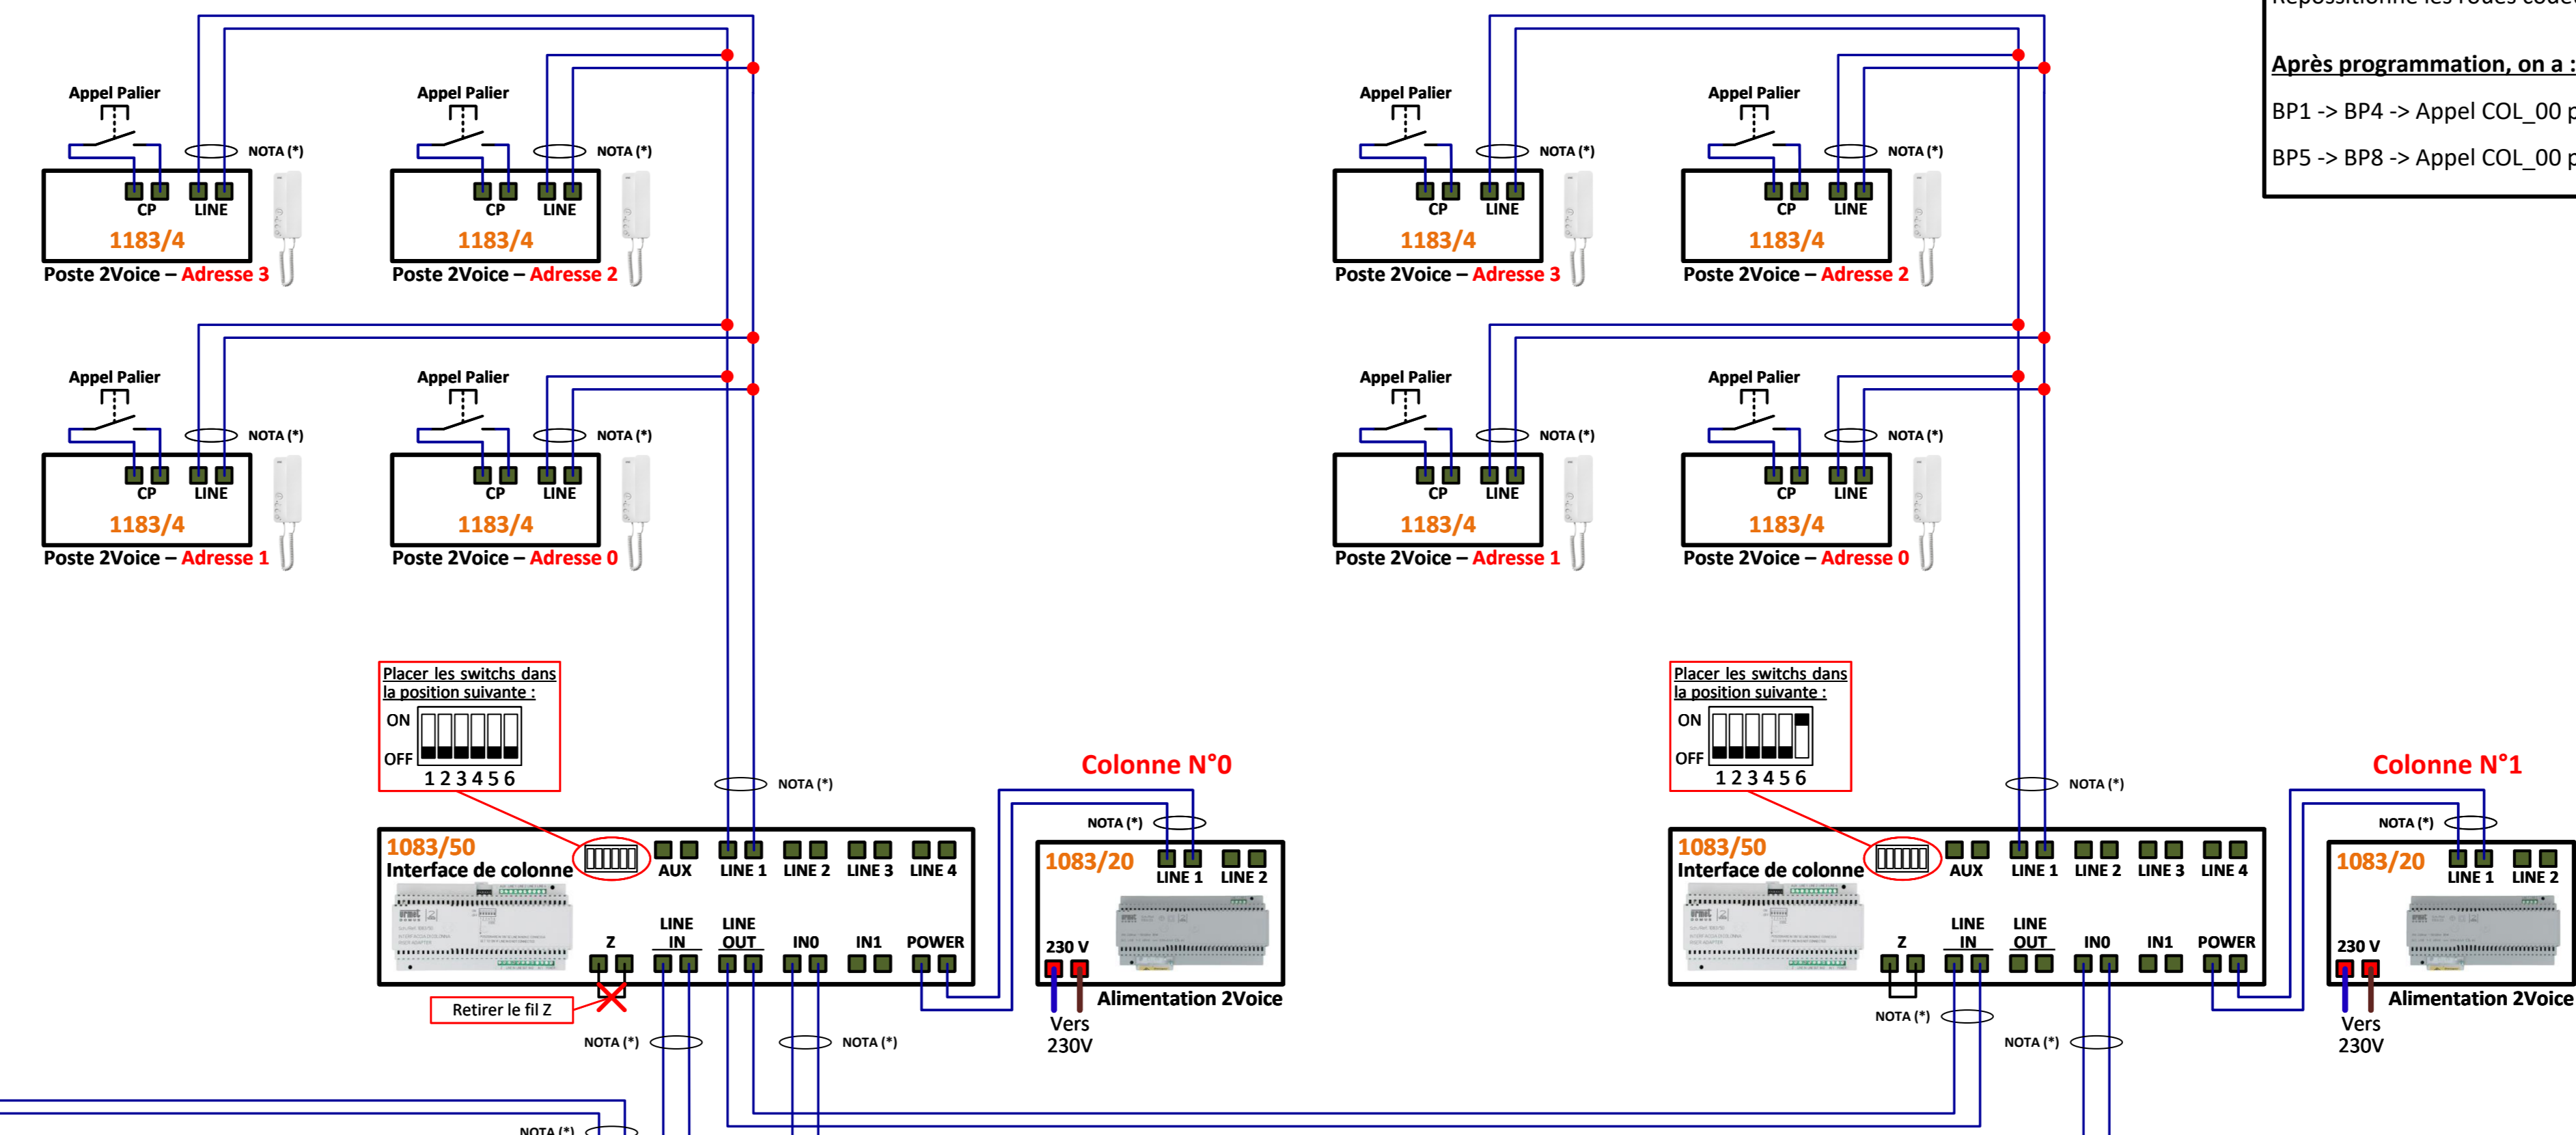 Après programmation, on a :
BP1 -> BP4 -> Appel COL_00
BP5 -> BP8 -> Appel COL_00
Appel Palier
NOTA (*)
CP
LINE
1183/4
Poste 2Voice – Adresse 3
Appel Palier
NOTA (*)
CP
LINE
1183/4
Poste 2Voice – Adresse 2
Appel Palier
NOTA (*)
CP
LINE
1183/4
Poste 2Voice – Adresse 3
Appel Palier
NOTA (*)
CP
LINE
1183/4
Poste 2Voice – Adresse 2
Appel Palier
NOTA (*)
CP
LINE
1183/4
Poste 2Voice – Adresse 1
Appel Palier
NOTA (*)
CP
LINE
1183/4
Poste 2Voice – Adresse 0
Appel Palier
NOTA (*)
CP
LINE
1183/4
Poste 2Voice – Adresse 1
Appel Palier
NOTA (*)
CP
LINE
1183/4
Poste 2Voice – Adresse 0
Placer les switchs dans
la position suivante :
ON
OFF
1 2 3 4 5 6
NOTA (*)
Colonne N°0
1083/50
Interface de colonne
AUX
LINE 1
LINE 2
LINE 3
LINE 4
Z
LINE IN
LINE OUT
IN0
IN1
POWER
Retirer le fil Z
NOTA (*)
NOTA (*)
NOTA (*)
1083/20
LINE 1
LINE 2
230 V
Alimentation 2Voice
Vers
230V
Placer les switchs dans
la position suivante :
ON
OFF
1 2 3 4 5 6
NOTA (*)
Colonne N°1
1083/50
Interface de colonne
AUX
LINE 1
LINE 2
LINE 3
LINE 4
Z
LINE IN
LINE OUT
IN0
IN1
POWER
NOTA (*)
NOTA (*)
NOTA (*)
1083/20
LINE 1
LINE 2
230 V
Alimentation 2Voice
Vers
230V
NOTA (*)